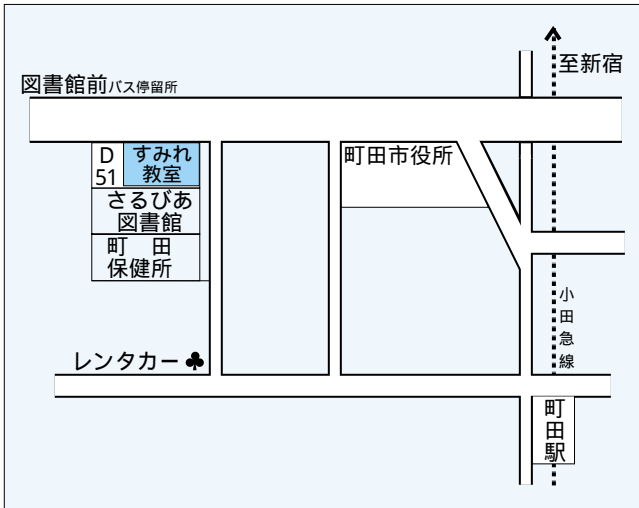 至新宿
図書館前バス停留所
D
51
すみれ
教室
町田市役所
さるびあ
図書館
町 田
保健所
小田急線
レンタカー♣
町田駅